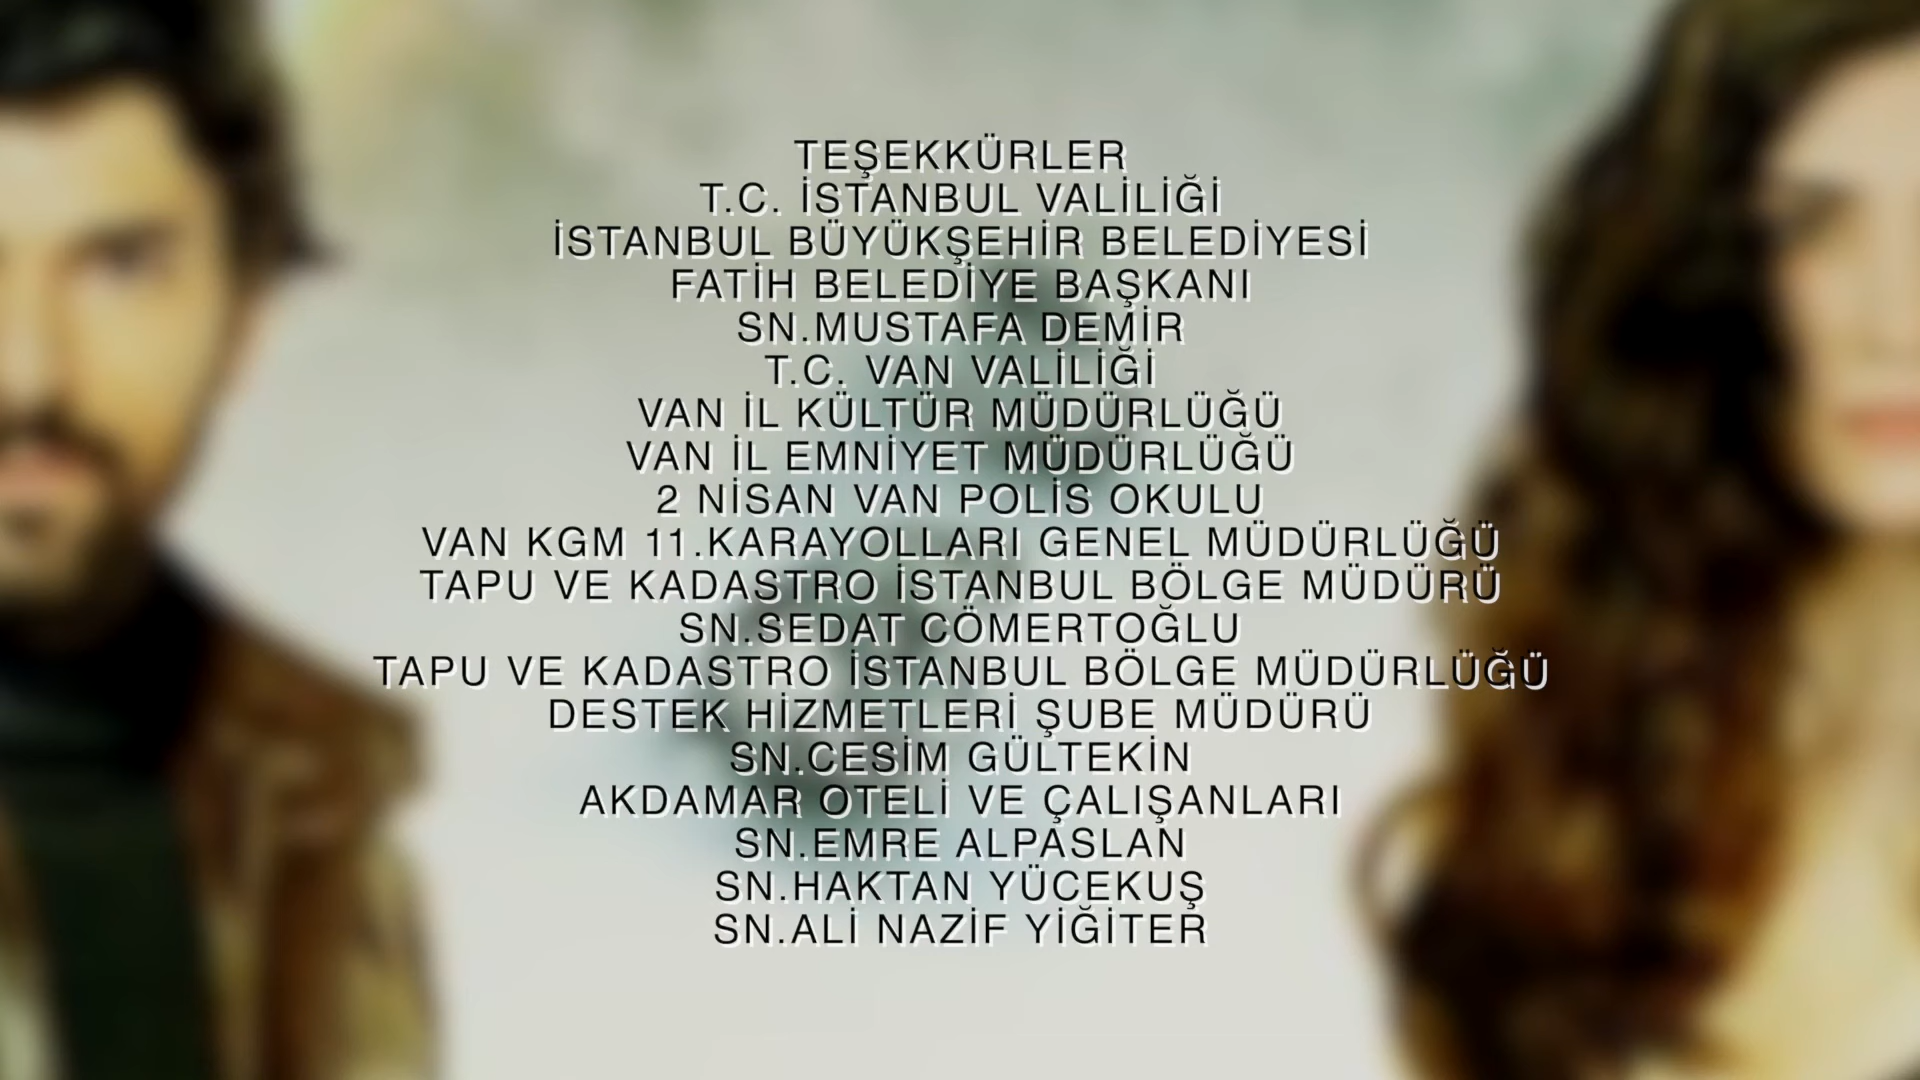 TEŞEKKÜRLER
T.C. İSTANBUL VALİLİĞİ
İSTANBUL BÜYÜKŞEHİR BELEDİYESİ
FATİH BELEDİYE BAŞKANI
SN.MUSTAFA DEMİR
T.C. VAN VALİLİĞİ
VAN İL KÜLTÜR MÜDÜRLÜĞÜ
VAN İL EMNİYET MÜDÜRLÜĞÜ
2 NİSAN VAN POLİS OKULU
VAN KGM 11.KARAYOLLARI GENEL MÜDÜRLÜĞÜ
TAPU VE KADASTRO İSTANBUL BÖLGE MÜDÜRÜ
SN.SEDAT CÖMERTOĞLU
TAPU VE KADASTRO İSTANBUL BÖLGE MÜDÜRLÜĞÜ
DESTEK HİZMETLERİ ŞUBE MÜDÜRÜ
SN.CESİM GÜLTEKİN
AKDAMAR OTELİ VE ÇALIŞANLARI
SN.EMRE ALPASLAN
SN.HAKTAN YÜCEKUŞ
SN.ALİ NAZİF YİĞİTER